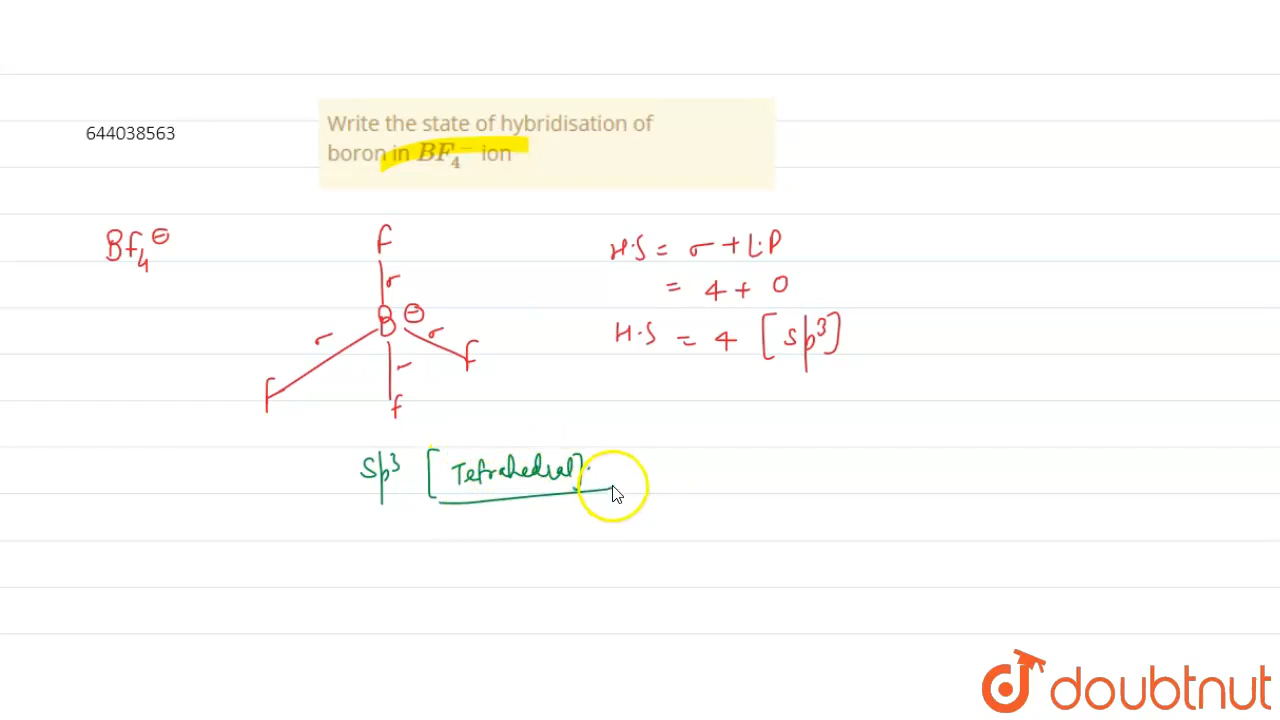 644038563
Write the state of hybridisation of
boron in BF₄⁻ ion
Bf₄⊖
f
σ
B⊖
σ
σ
σ
f
f
f
H.S = σ + L.P
= 4 + 0
H.S = 4 [sp³]
Sp³ [Tetrahedral].
doubtnut